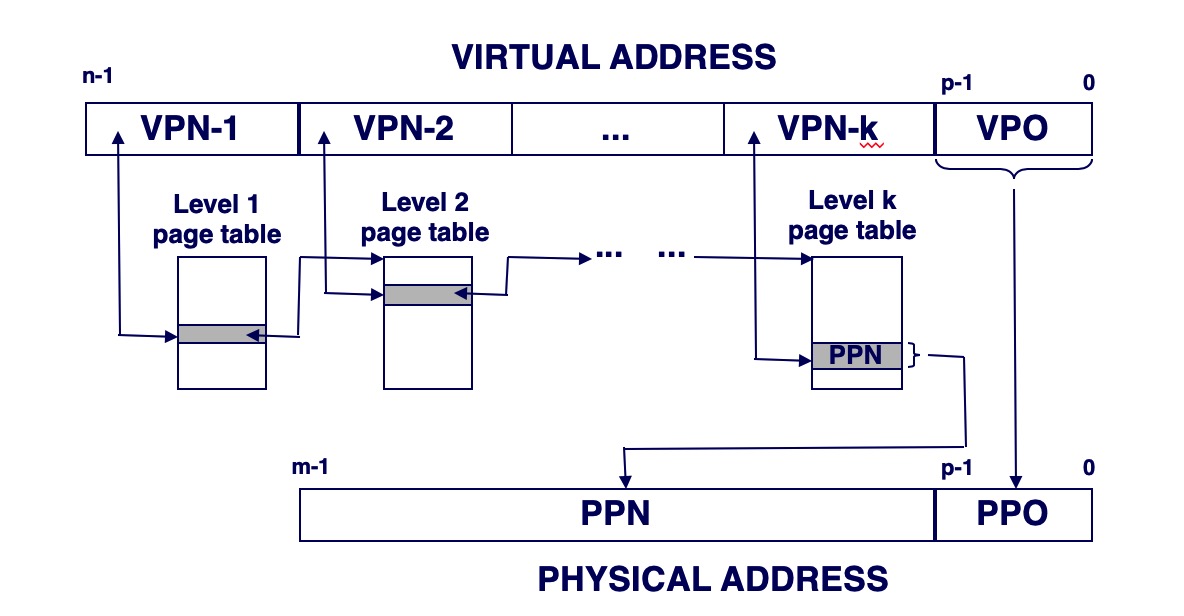 VIRTUAL ADDRESS
n-1
p-1
0
VPN-1
VPN-2
...
VPN-k
VPO
Level 1
page table
Level 2
page table
... ...
Level k
page table
PPN
m-1
p-1
0
PPN
PPO
PHYSICAL ADDRESS